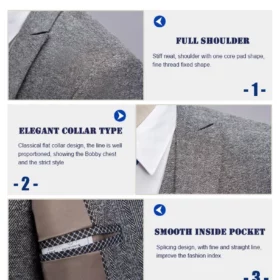 FULL SHOULDER
Stiff neat, shoulder with one core pad shape,
fine thread fixed shape.
-1-
ELEGANT COLLAR TYPE
Classical flat collar design, the line is well
proportioned, showing the Bobby chest
and the strict style
-2-
SMOOTH INSIDE POCKET
Splicing design, with line and straight line,
improve the fashion index.
-3-